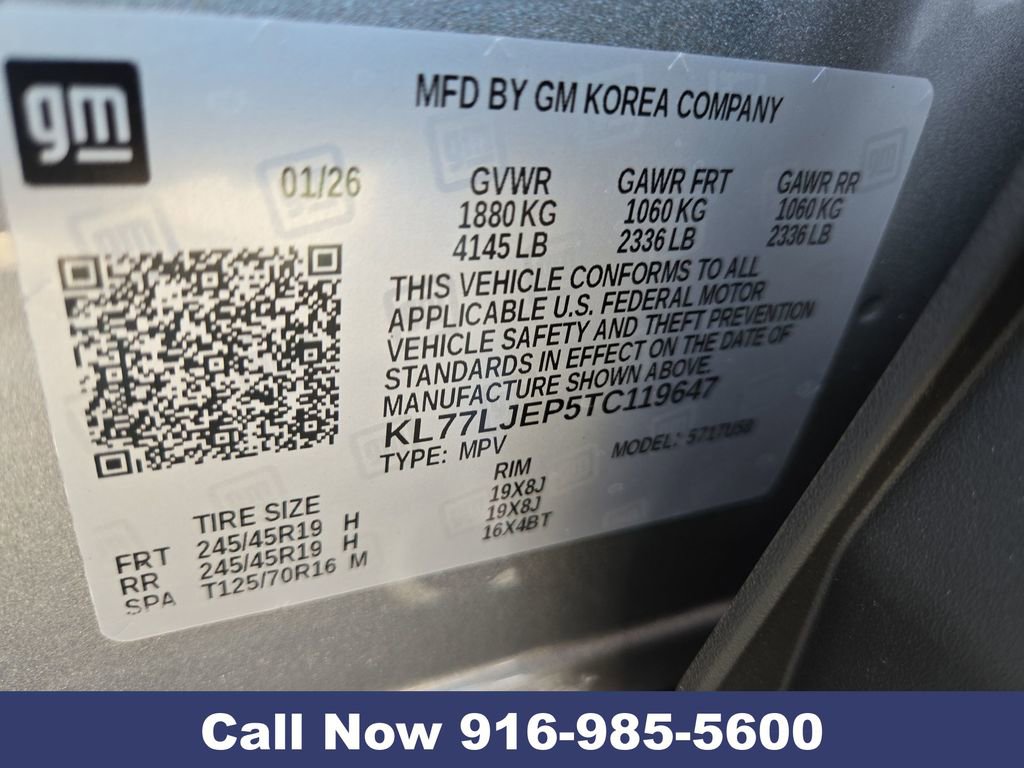 gm
MFD BY GM KOREA COMPANY
01/26
GVWR GAWR FRT GAWR RR
1880 KG 1060 KG 1060 KG
4145 LB 2336 LB 2336 LB
THIS VEHICLE CONFORMS TO ALL
APPLICABLE U.S. FEDERAL MOTOR
VEHICLE SAFETY AND THEFT PREVENTION
STANDARDS IN EFFECT ON THE DATE OF
MANUFACTURE SHOWN ABOVE.
KL77LJEP5TC119647
TYPE: MPV MODEL:
TIRE SIZE RIM
FRT 245/45R19 H 19X8J
RR 245/45R19 H 19X8J
SPA T125/70R16 M 16X4BT
Call Now 916-985-5600